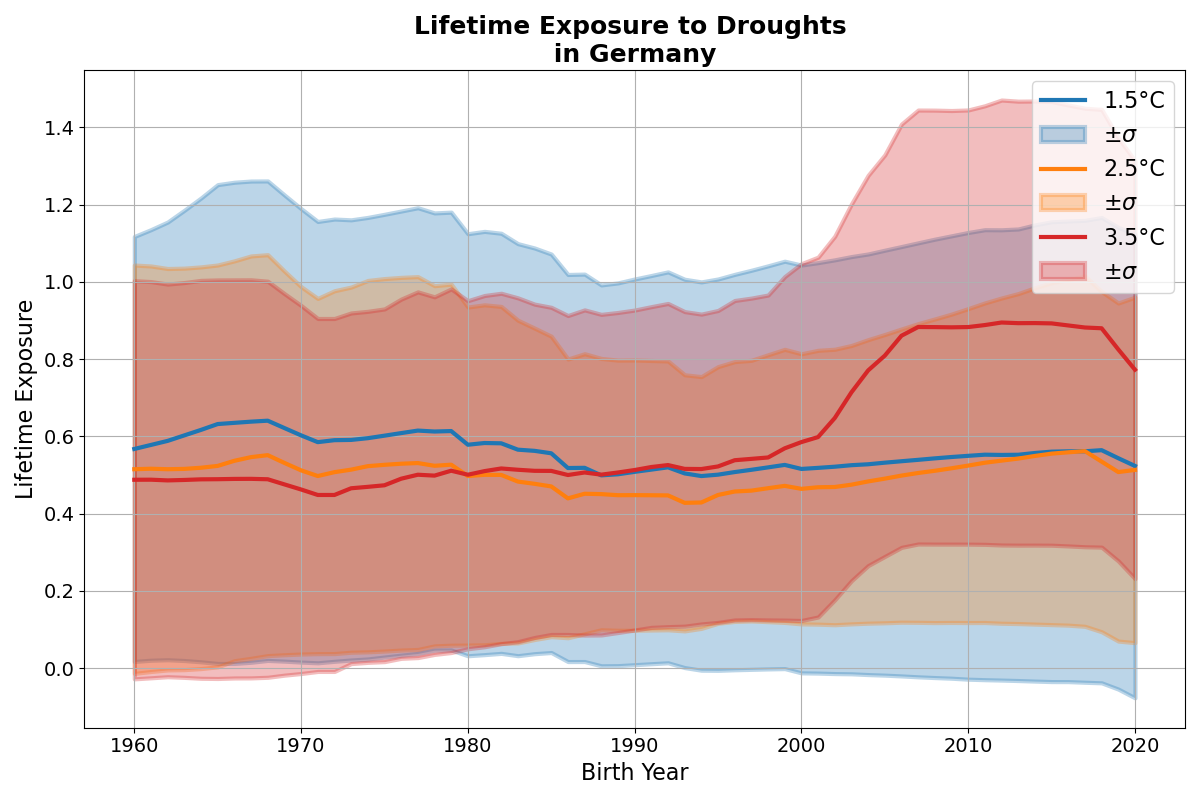 Lifetime Exposure to Droughts
in Germany
Lifetime Exposure
1.4
1.2
1.0
0.8
0.6
0.4
0.2
0.0
1960
1970
1980
1990
2000
2010
2020
Birth Year
1.5°C
±σ
2.5°C
±σ
3.5°C
±σ